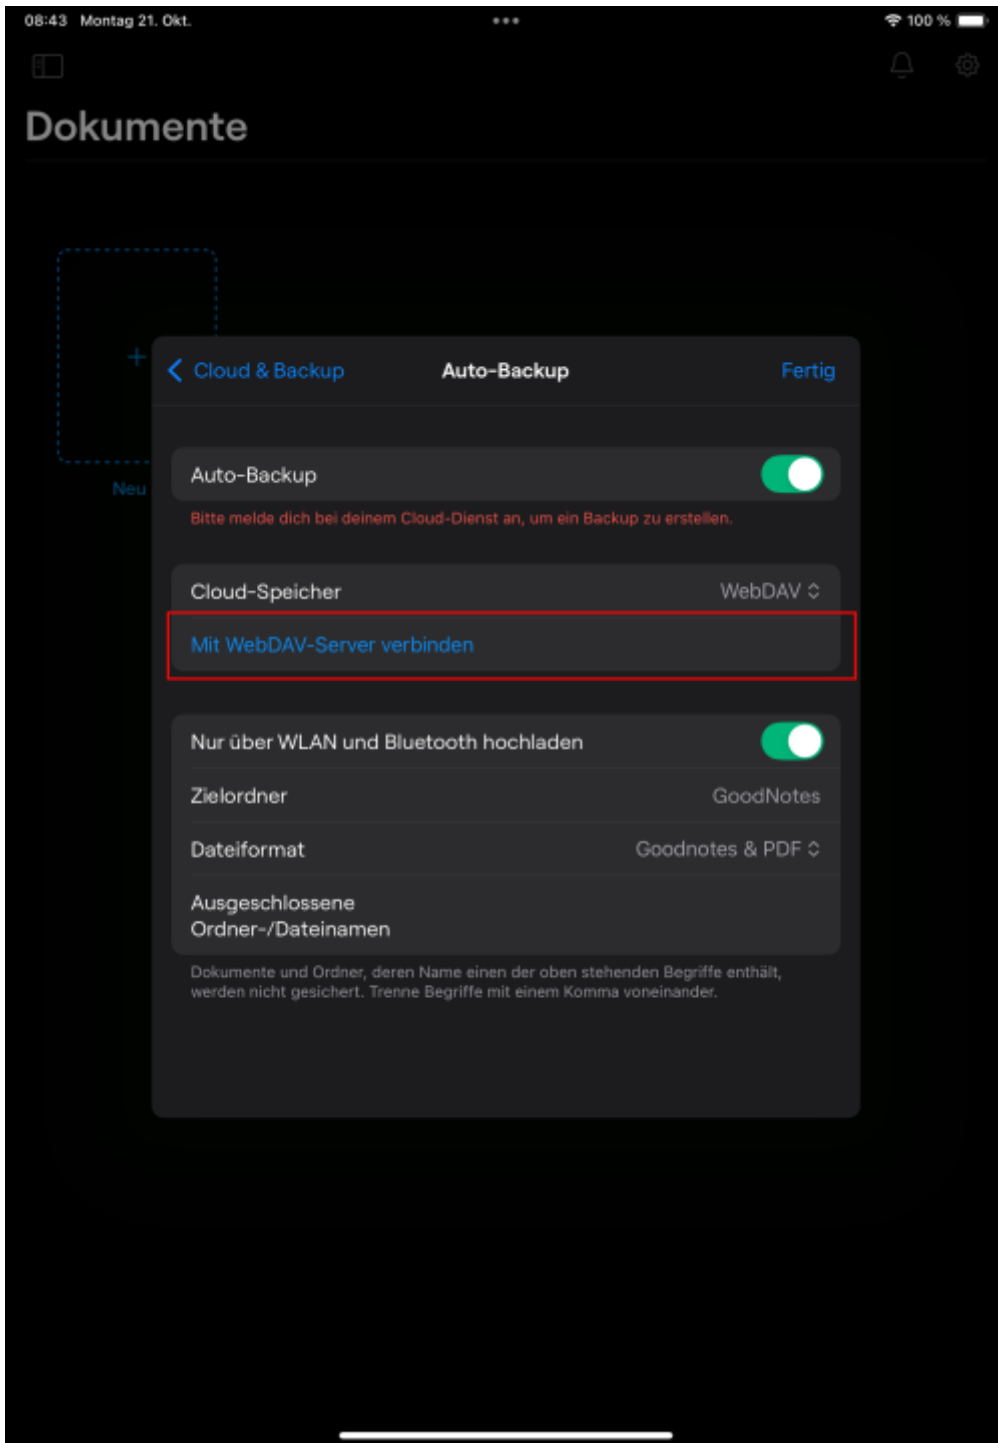 08:43 Montag 21. Okt.
100 %
Dokumente
Neu
Cloud & Backup
Auto-Backup
Fertig
Auto-Backup
Bitte melde dich bei deinem Cloud-Dienst an, um ein Backup zu erstellen.
Cloud-Speicher
WebDAV
Mit WebDAV-Server verbinden
Nur über WLAN und Bluetooth hochladen
Zielordner
GoodNotes
Dateiformat
Goodnotes & PDF
Ausgeschlossene
Ordner-/Dateinamen
Dokumente und Ordner, deren Name einen der oben stehenden Begriffe enthält,
werden nicht gesichert. Trenne Begriffe mit einem Komma voneinander.